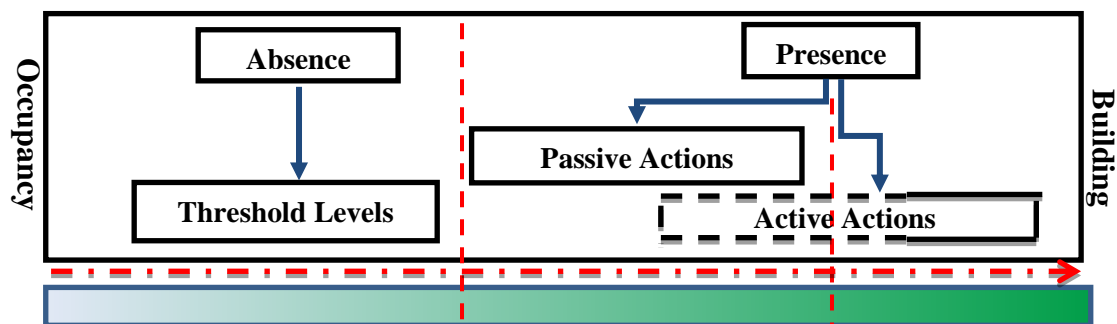 Occupancy
Absence
Presence
Building
Passive Actions
Threshold Levels
Active Actions